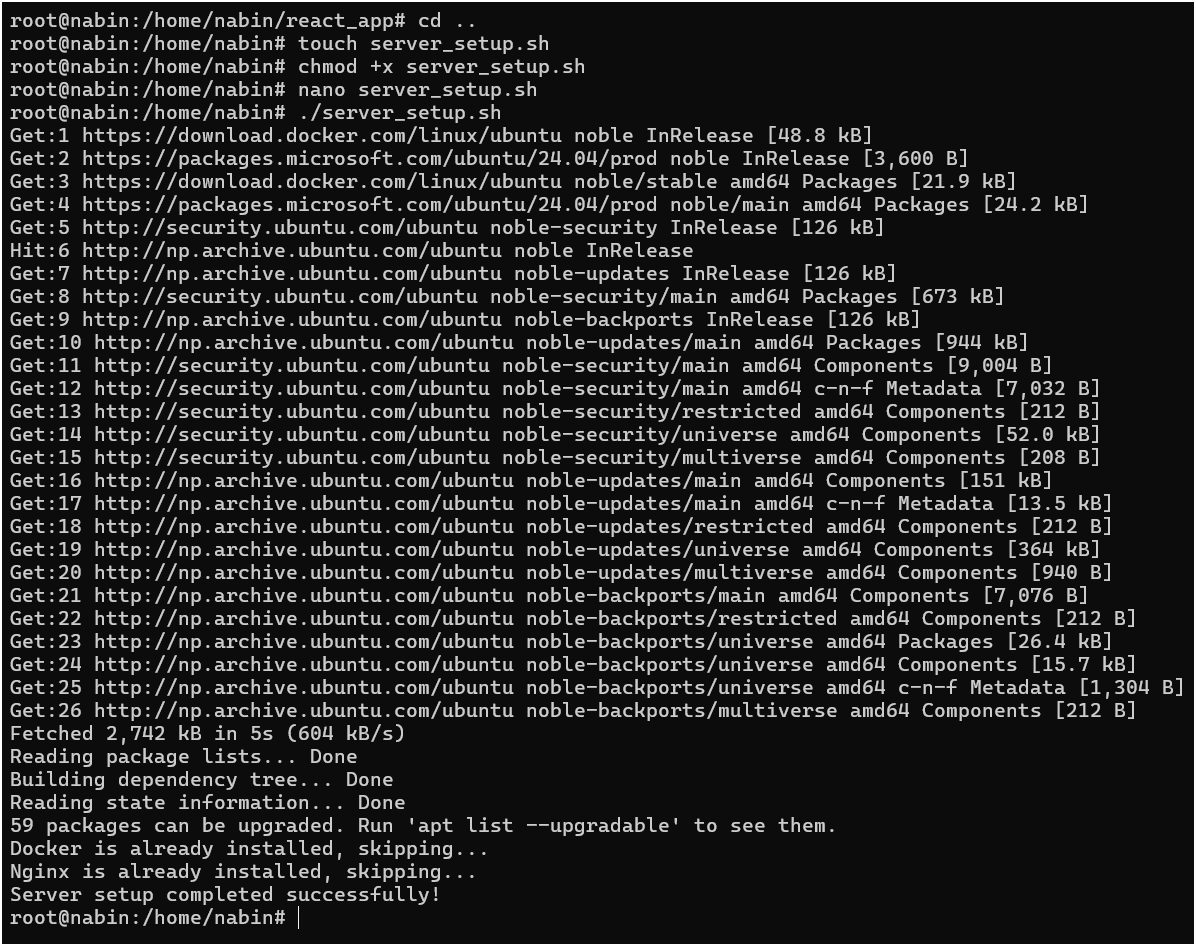 root@nabin:/home/nabin/react_app# cd ..
root@nabin:/home/nabin# touch server_setup.sh
root@nabin:/home/nabin# chmod +x server_setup.sh
root@nabin:/home/nabin# nano server_setup.sh
root@nabin:/home/nabin# ./server_setup.sh
Get:1 https://download.docker.com/linux/ubuntu noble InRelease [48.8 kB]
Get:2 https://packages.microsoft.com/ubuntu/24.04/prod noble InRelease [3,600 B]
Get:3 https://download.docker.com/linux/ubuntu noble/stable amd64 Packages [21.9 kB]
Get:4 https://packages.microsoft.com/ubuntu/24.04/prod noble/main amd64 Packages [24.2 kB]
Get:5 http://security.ubuntu.com/ubuntu noble-security InRelease [126 kB]
Hit:6 http://np.archive.ubuntu.com/ubuntu noble InRelease
Get:7 http://np.archive.ubuntu.com/ubuntu noble-updates InRelease [126 kB]
Get:8 http://security.ubuntu.com/ubuntu noble-security/main amd64 Packages [673 kB]
Get:9 http://np.archive.ubuntu.com/ubuntu noble-backports InRelease [126 kB]
Get:10 http://np.archive.ubuntu.com/ubuntu noble-updates/main amd64 Packages [944 kB]
Get:11 http://security.ubuntu.com/ubuntu noble-security/main amd64 Components [9,004 B]
Get:12 http://security.ubuntu.com/ubuntu noble-security/main amd64 c-n-f Metadata [7,032 B]
Get:13 http://security.ubuntu.com/ubuntu noble-security/restricted amd64 Components [212 B]
Get:14 http://security.ubuntu.com/ubuntu noble-security/universe amd64 Components [52.0 kB]
Get:15 http://security.ubuntu.com/ubuntu noble-security/multiverse amd64 Components [208 B]
Get:16 http://np.archive.ubuntu.com/ubuntu noble-updates/main amd64 Components [151 kB]
Get:17 http://np.archive.ubuntu.com/ubuntu noble-updates/main amd64 c-n-f Metadata [13.5 kB]
Get:18 http://np.archive.ubuntu.com/ubuntu noble-updates/restricted amd64 Components [212 B]
Get:19 http://np.archive.ubuntu.com/ubuntu noble-updates/universe amd64 Components [364 kB]
Get:20 http://np.archive.ubuntu.com/ubuntu noble-updates/multiverse amd64 Components [940 B]
Get:21 http://np.archive.ubuntu.com/ubuntu noble-backports/main amd64 Components [7,076 B]
Get:22 http://np.archive.ubuntu.com/ubuntu noble-backports/restricted amd64 Components [212 B]
Get:23 http://np.archive.ubuntu.com/ubuntu noble-backports/universe amd64 Packages [26.4 kB]
Get:24 http://np.archive.ubuntu.com/ubuntu noble-backports/universe amd64 Components [15.7 kB]
Get:25 http://np.archive.ubuntu.com/ubuntu noble-backports/universe amd64 c-n-f Metadata [1,304 B]
Get:26 http://np.archive.ubuntu.com/ubuntu noble-backports/multiverse amd64 Components [212 B]
Fetched 2,742 kB in 5s (604 kB/s)
Reading package lists... Done
Building dependency tree... Done
Reading state information... Done
59 packages can be upgraded. Run 'apt list --upgradable' to see them.
Docker is already installed, skipping...
Nginx is already installed, skipping...
Server setup completed successfully!
root@nabin:/home/nabin#